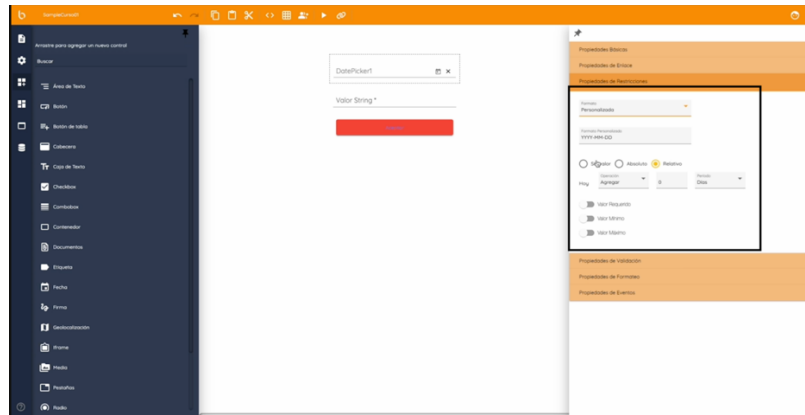 SampleCursoV1
Arrastre para agregar un nuevo control
Buscar
Área de Texto
Botón
Botón de tabla
Cabecera
Caja de Texto
Checkbox
Combobox
Contenedor
Documentos
Etiqueta
Fecha
Firma
Geolocalización
Iframe
Media
Pestañas
Radio
DatePicker1
Valor String *
Propiedades Básicas
Propiedades de Enlace
Propiedades de Restricciones
Formato
Personalizado
Formato Personalizado
YYYY-MM-DD
Absoluto
Relativo
Hoy
Operación
Agregar
0
Periodo
Días
Valor Requerido
Valor Mínimo
Valor Máximo
Propiedades de Validación
Propiedades de Formateo
Propiedades de Eventos